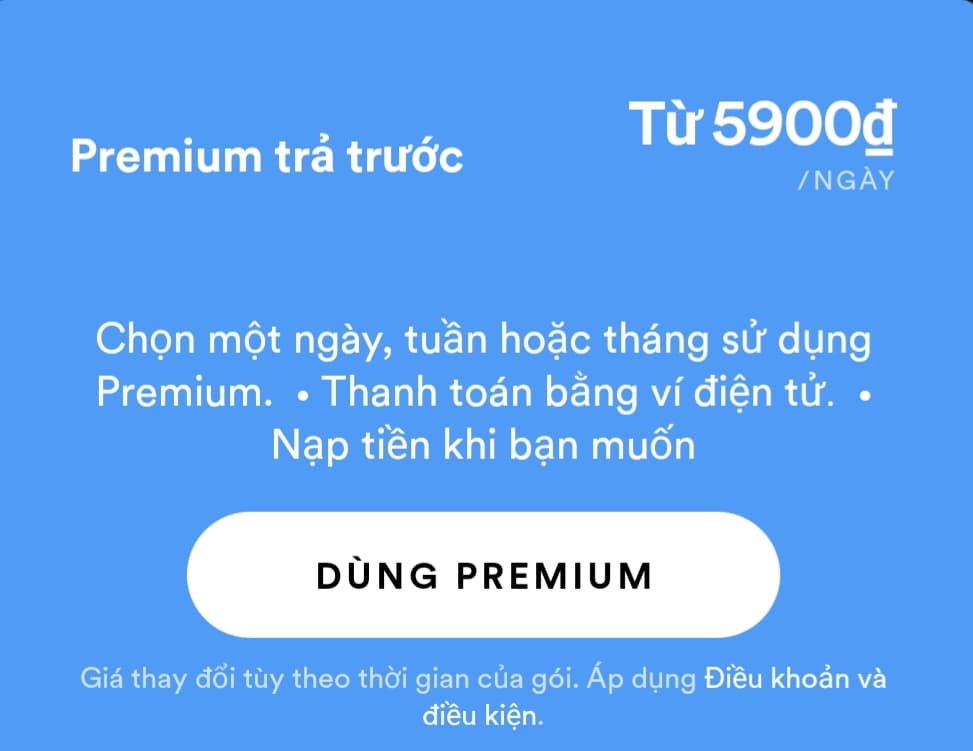 Premium trả trước
Từ 5900₫
/NGÀY
Chọn một ngày, tuần hoặc tháng sử dụng
Premium. • Thanh toán bằng ví điện tử. •
Nạp tiền khi bạn muốn
DÙNG PREMIUM
Giá thay đổi tùy theo thời gian của gói. Áp dụng Điều khoản và
điều kiện.